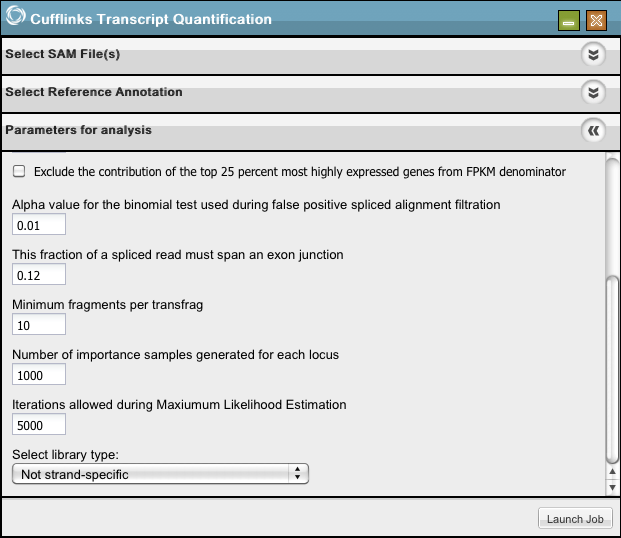 Cufflinks Transcript Quantification
Select SAM File(s)
Select Reference Annotation
Parameters for analysis
Exclude the contribution of the top 25 percent most highly expressed genes from FPKM denominator
Alpha value for the binomial test used during false positive spliced alignment filtration
0.01
This fraction of a spliced read must span an exon junction
0.12
Minimum fragments per transfrag
10
Number of importance samples generated for each locus
1000
Iterations allowed during Maxiumum Likelihood Estimation
5000
Select library type:
Not strand-specific
Launch Job